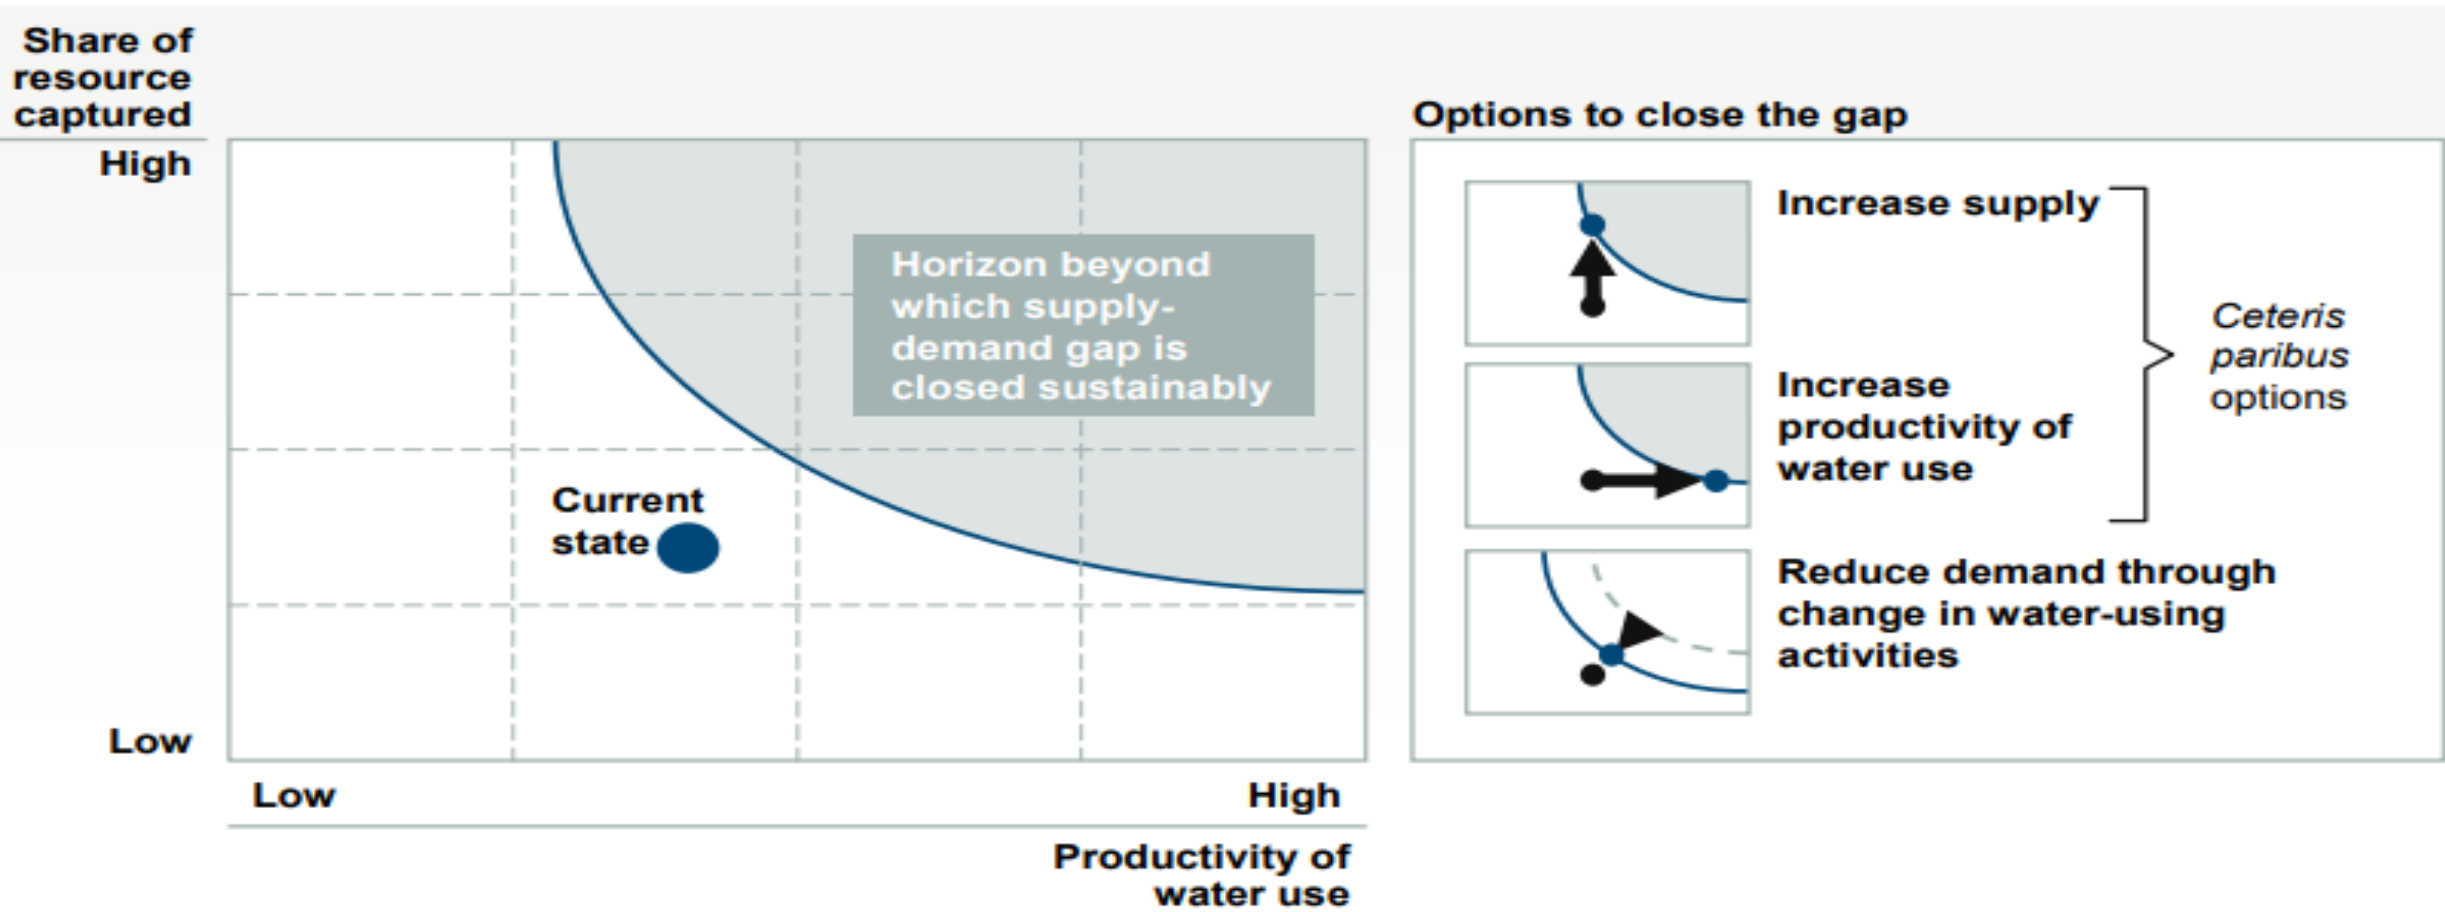 Share of
resource
captured
High
Low
Low
High
Productivity of
water use
Horizon beyond
which supply-
demand gap is
closed sustainably
Current
state
Options to close the gap
Increase supply
Increase
productivity of
water use
Ceteris
paribus
options
Reduce demand through
change in water-using
activities